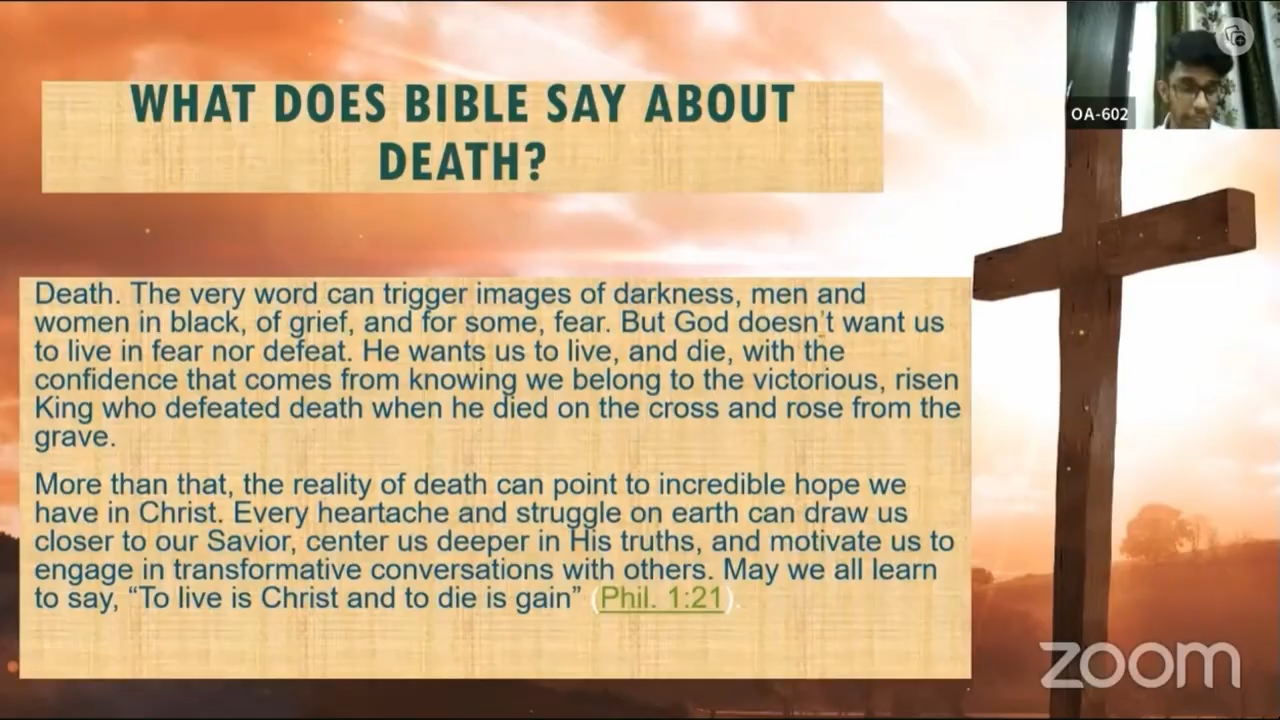 WHAT DOES BIBLE SAY ABOUT
DEATH?
OA-602
Death. The very word can trigger images of darkness, men and
women in black, of grief, and for some, fear. But God doesn't want us
to live in fear nor defeat. He wants us to live, and die, with the
confidence that comes from knowing we belong to the victorious, risen
King who defeated death when he died on the cross and rose from the
grave.
More than that, the reality of death can point to incredible hope we
have in Christ. Every heartache and struggle on earth can draw us
closer to our Savior, center us deeper in His truths, and motivate us to
engage in transformative conversations with others. May we all learn
to say, “To live is Christ and to die is gain” (Phil. 1:21).
zoom